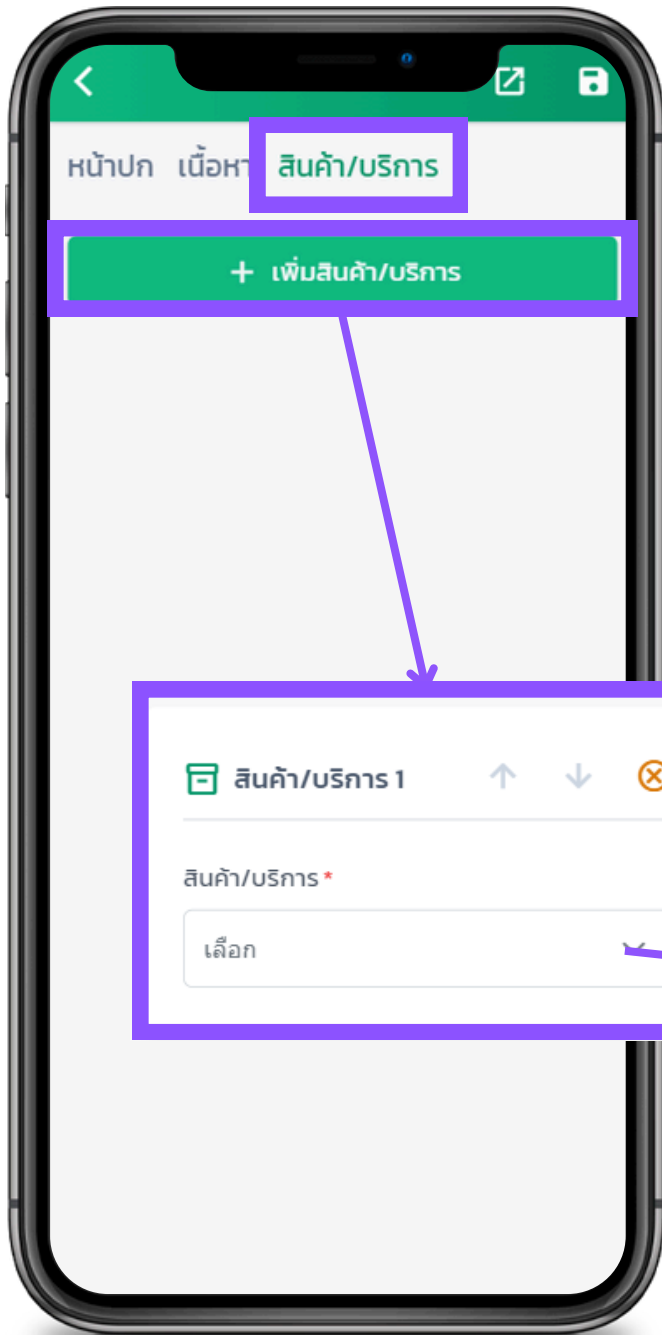 หน้าปก เนื้อหา สินค้า/บริการ
+ เพิ่มสินค้า/บริการ
สินค้า/บริการ 1
สินค้า/บริการ *
เลือก